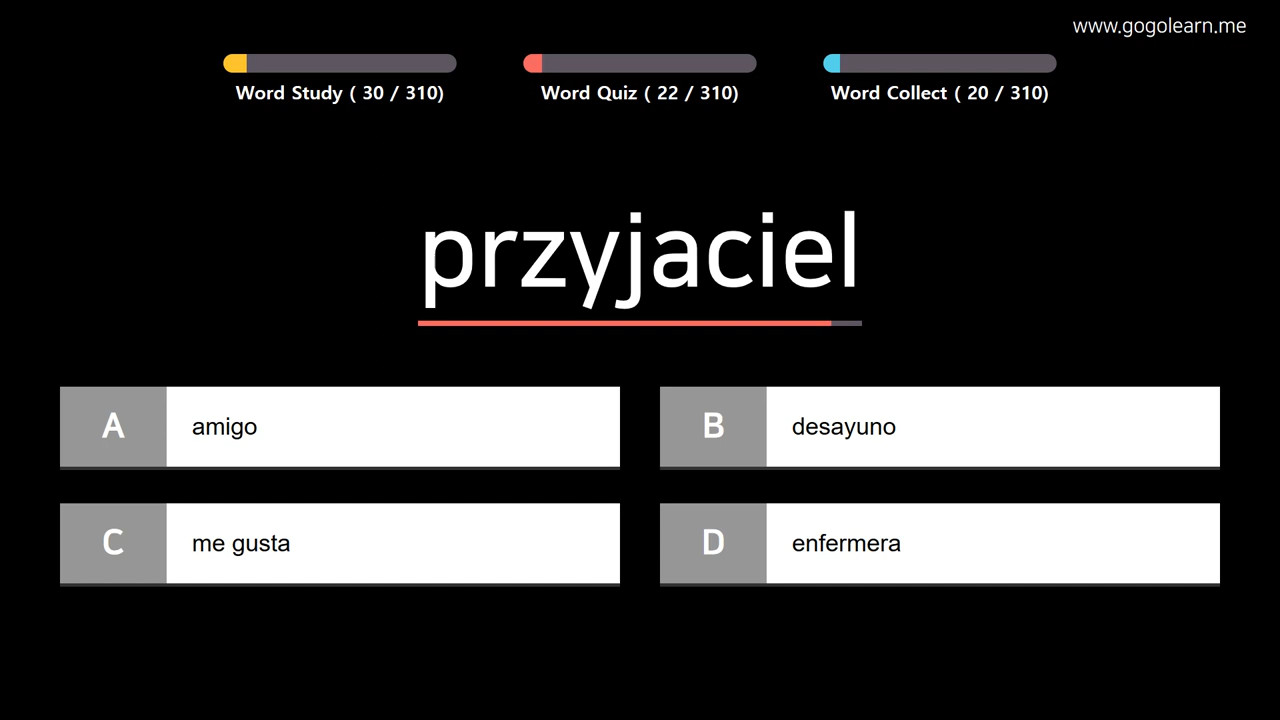 www.gogolearn.me
Word Study ( 30 / 310)
Word Quiz ( 22 / 310)
Word Collect ( 20 / 310)
przyjaciel
A
amigo
B
desayuno
C
me gusta
D
enfermera